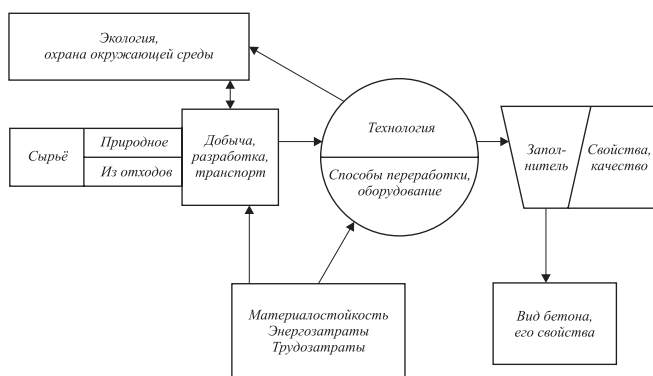 Экология,
охрана окружающей среды
Сырьё
Природное
Из отходов
Добыча,
разработка,
транспорт
Технология
Способы переработки,
оборудование
Запол-
нитель
Свойства,
качество
Материалостойкость
Энергозатраты
Трудозатраты
Вид бетона,
его свойства